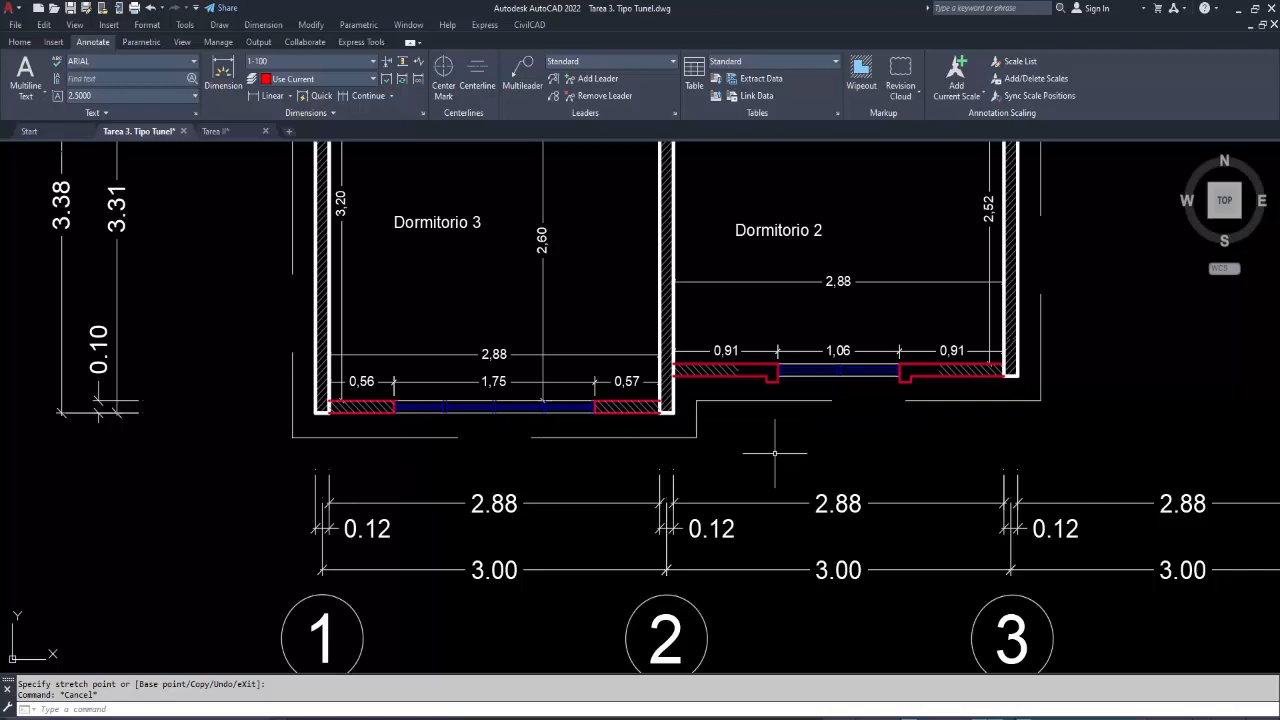 Share
Autodesk AutoCAD 2022 Tarea 3. Tipo Tunel.dwg
Type a keyword or phrase
Sign In
File Edit View Insert Format Tools Draw Dimension Modify Parametric Window Help Express CivilCAD
Home Insert Annotate Parametric View Manage Output Collaborate Express Tools
Multiline
Text
ARIAL
Find text
2.5000
Text
Dimension
1-100
Use Current
Linear Quick Continue
Dimensions
Center
Mark
Centerline
Centerlines
Multileader
Standard
Add Leader
Remove Leader
Leaders
Table
Standard
Extract Data
Link Data
Tables
Wipeout
Revision
Cloud
Markup
Add
Current Scale
Scale List
Add/Delete Scales
Sync Scale Positions
Annotation Scaling
Start
Tarea 3. Tipo Tunel*
Tarea II*
N
W TOP E
S
WCS
3.38
3.31
0.10
3,20
Dormitorio 3
2,60
Dormitorio 2
2,52
2,88
2,88
0,91 1,06 0,91
0,56 1,75 0,57
2.88 2.88 2.88
0.12 0.12 0.12
3.00 3.00 3.00
1 2 3
Y
X
Specify stretch point or [Base point/Copy/Undo/eXit]:
Command: *Cancel*
Type a command